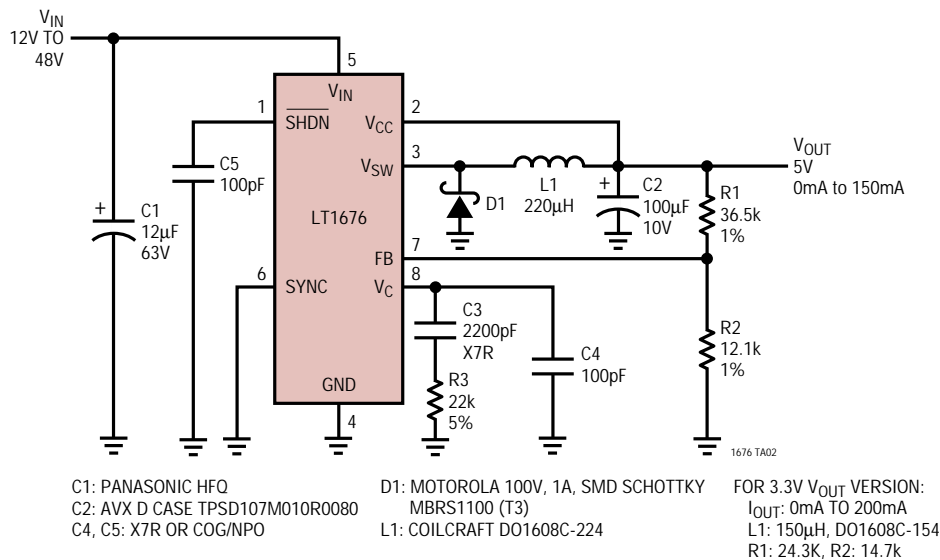 VIN
12V TO
48V
5
VIN
1
SHDN
2
VCC
3
VSW
C5
100pF
LT1676
D1
L1
220µH
+
C2
100µF
10V
VOUT
5V
0mA to 150mA
R1
36.5k
1%
+
C1
12µF
63V
6
SYNC
FB
7
VC
8
C3
2200pF
X7R
C4
100pF
R2
12.1k
1%
GND
4
R3
22k
5%
1676 TA02
C1: PANASONIC HFQ
C2: AVX D CASE TPSD107M010R0080
C4, C5: X7R OR COG/NPO
D1: MOTOROLA 100V, 1A, SMD SCHOTTKY
MBRS1100 (T3)
L1: COILCRAFT DO1608C-224
FOR 3.3V VOUT VERSION:
IOUT: 0mA TO 200mA
L1: 150µH, DO1608C-154
R1: 24.3K, R2: 14.7k